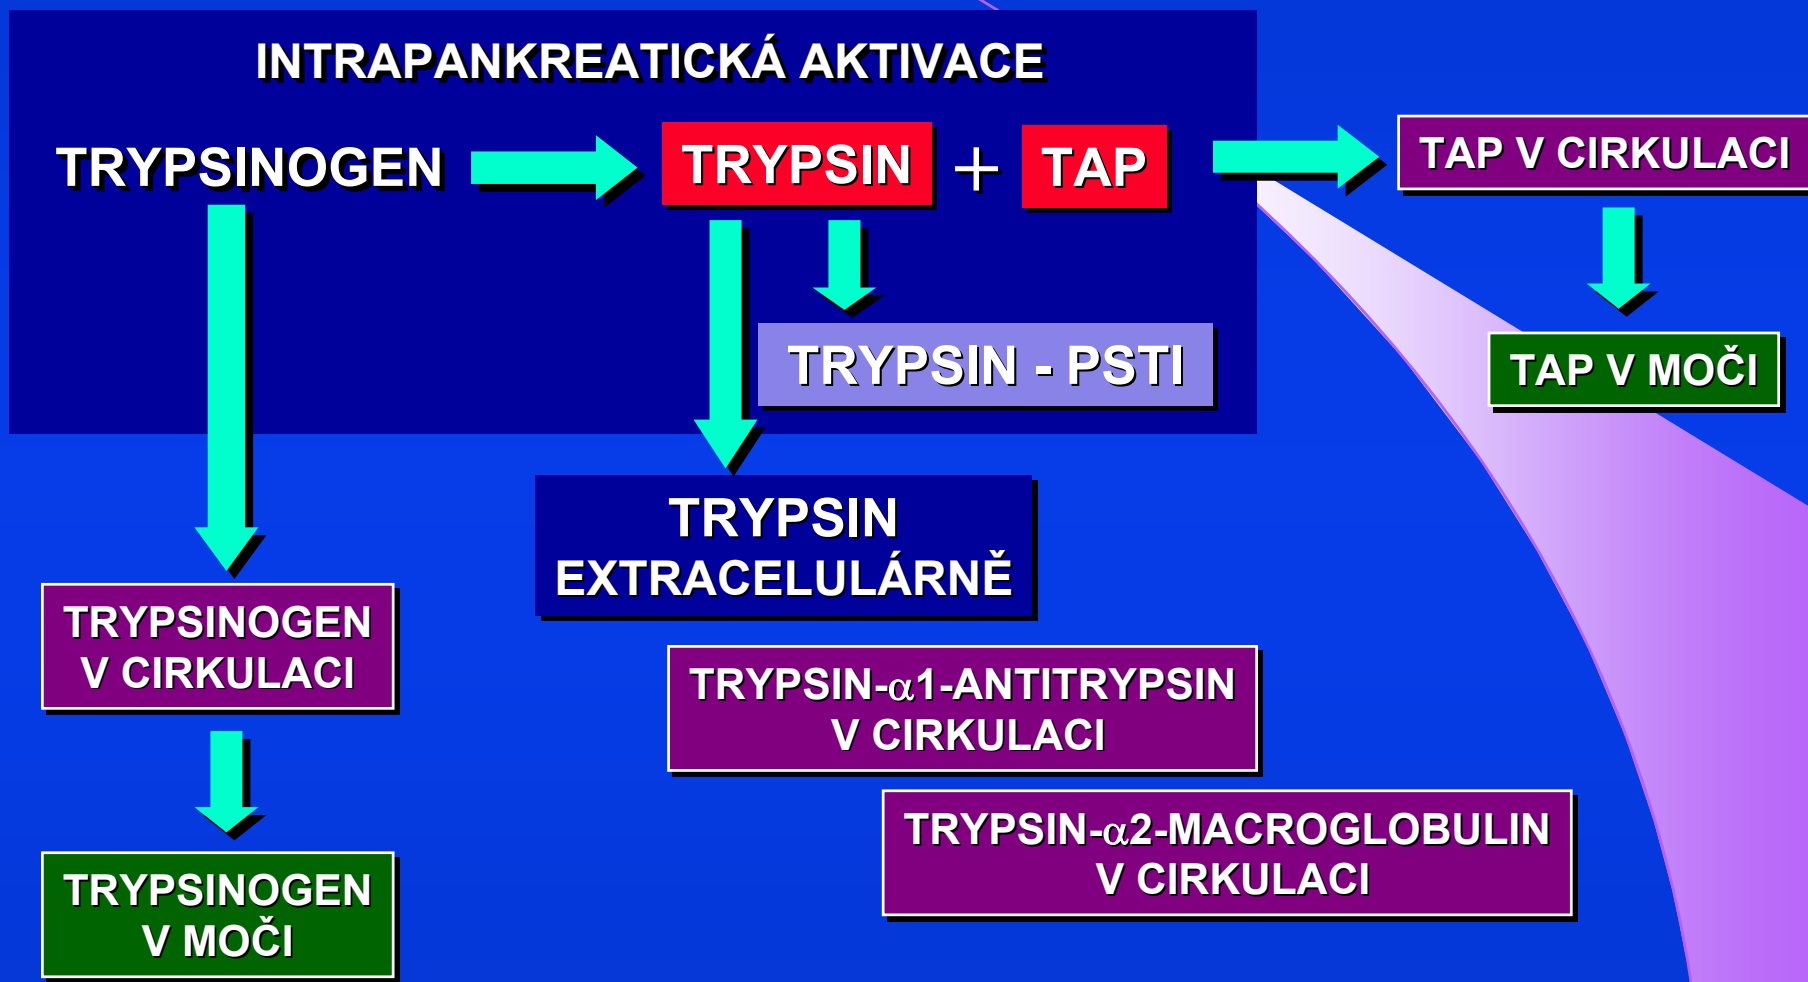 INTRAPANKREATICKÁ AKTIVACE
TRYPSINOGEN
TRYPSIN
+
TAP
TAP V CIRKULACI
TRYPSIN - PSTI
TAP V MOČI
TRYPSIN
EXTRACELULÁRNĚ
TRYPSINOGEN
V CIRKULACI
TRYPSIN-α1-ANTITRYPSIN
V CIRKULACI
TRYPSIN-α2-MACROGLOBULIN
V CIRKULACI
TRYPSINOGEN
V MOČI